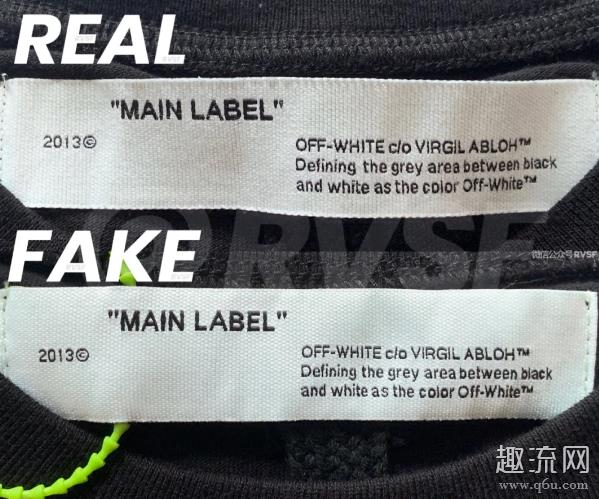 REAL
"MAIN LABEL"
2013©
OFF-WHITE c/o VIRGIL ABLOH™
Defining the grey area between black
and white as the color Off-White™
©RVSF
微信公众号RVSF
FAKE
"MAIN LABEL"
2013©
OFF-WHITE c/o VIRGIL ABLOH™
Defining the grey area between black
and white as the color Off-White™
趣流网
www.q6u.com